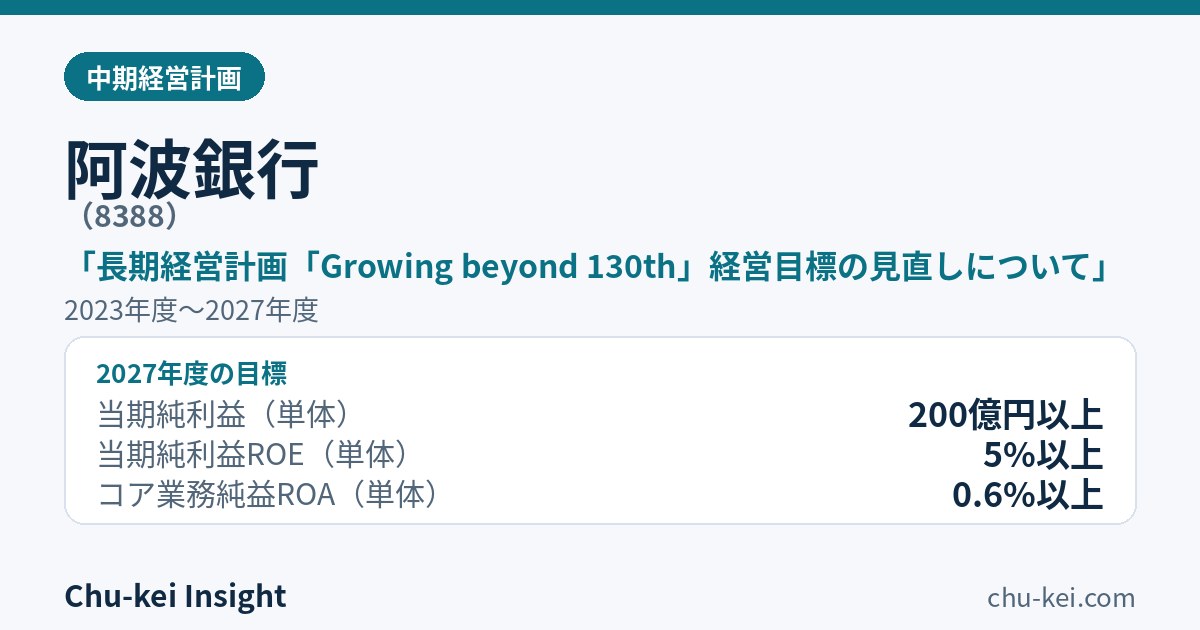 中期経営計画
阿波銀行
（8388）
「長期経営計画「Growing beyond 130th」経営目標の見直しについて」
2023年度〜2027年度
2027年度の目標
当期純利益（単体） 200億円以上
当期純利益ROE（単体） 5%以上
コア業務純益ROA（単体） 0.6%以上
Chu-kei Insight chu-kei.com